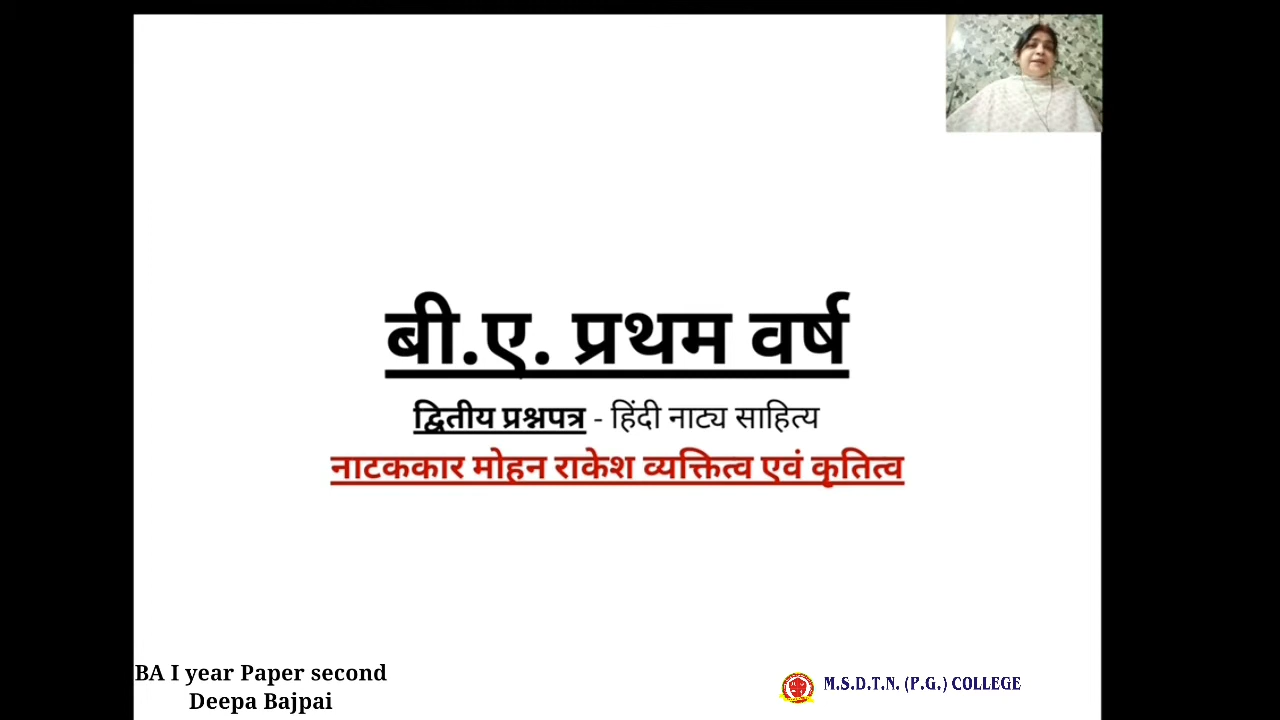 बी.ए. प्रथम वर्ष
द्वितीय प्रश्नपत्र - हिंदी नाट्य साहित्य
नाटककार मोहन राकेश व्यक्तित्व एवं कृतित्व
BA I year Paper second
Deepa Bajpai
M.S.D.T.N. (P.G.) COLLEGE